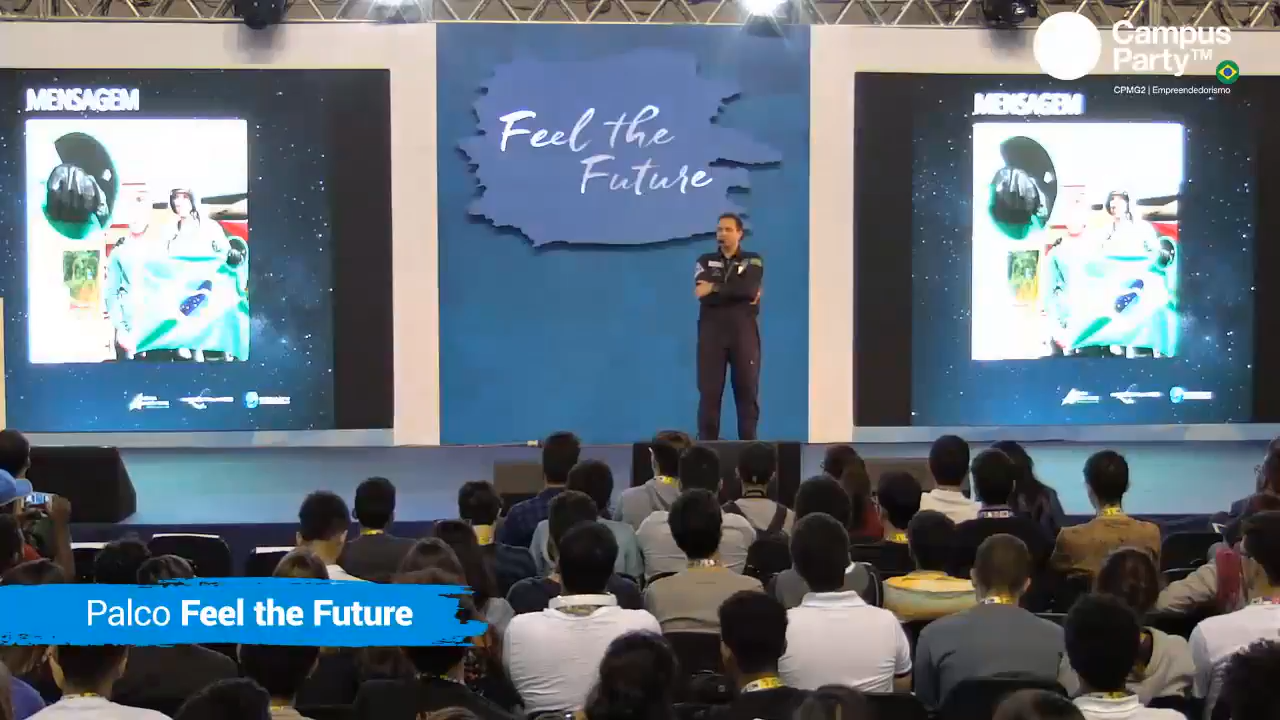 Campus
Party™
CPMG2 | Empreendedorismo
MENSAGEM
MENSAGEM
Feel the
Future
Palco Feel the Future